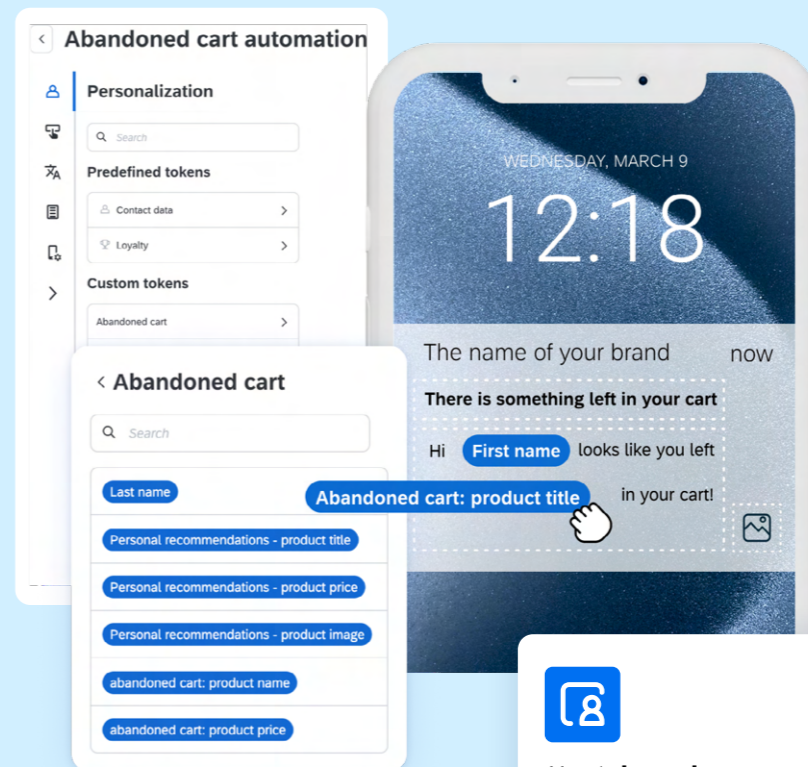 Abandoned cart automation
Personalization
Search
Predefined tokens
Contact data
Loyalty
Custom tokens
Abandoned cart
Abandoned cart
Search
Last name
Personal recommendations - product title
Personal recommendations - product price
Personal recommendations - product image
abandoned cart: product name
abandoned cart: product price
WEDNESDAY, MARCH 9
12:18
The name of your brand now
There is something left in your cart
Hi First name looks like you left
Abandoned cart: product title in your cart!